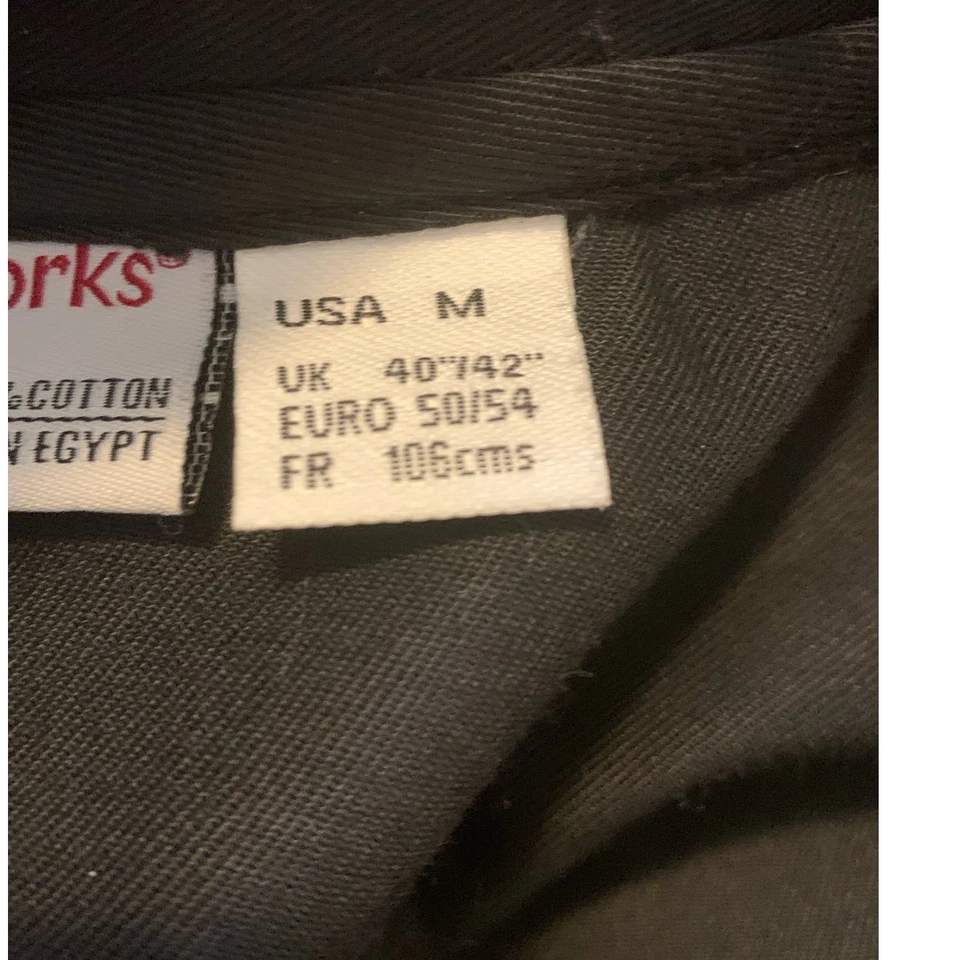 orks®
%COTTON
N EGYPT
USA M
UK 40"/42"
EURO 50/54
FR 106cms